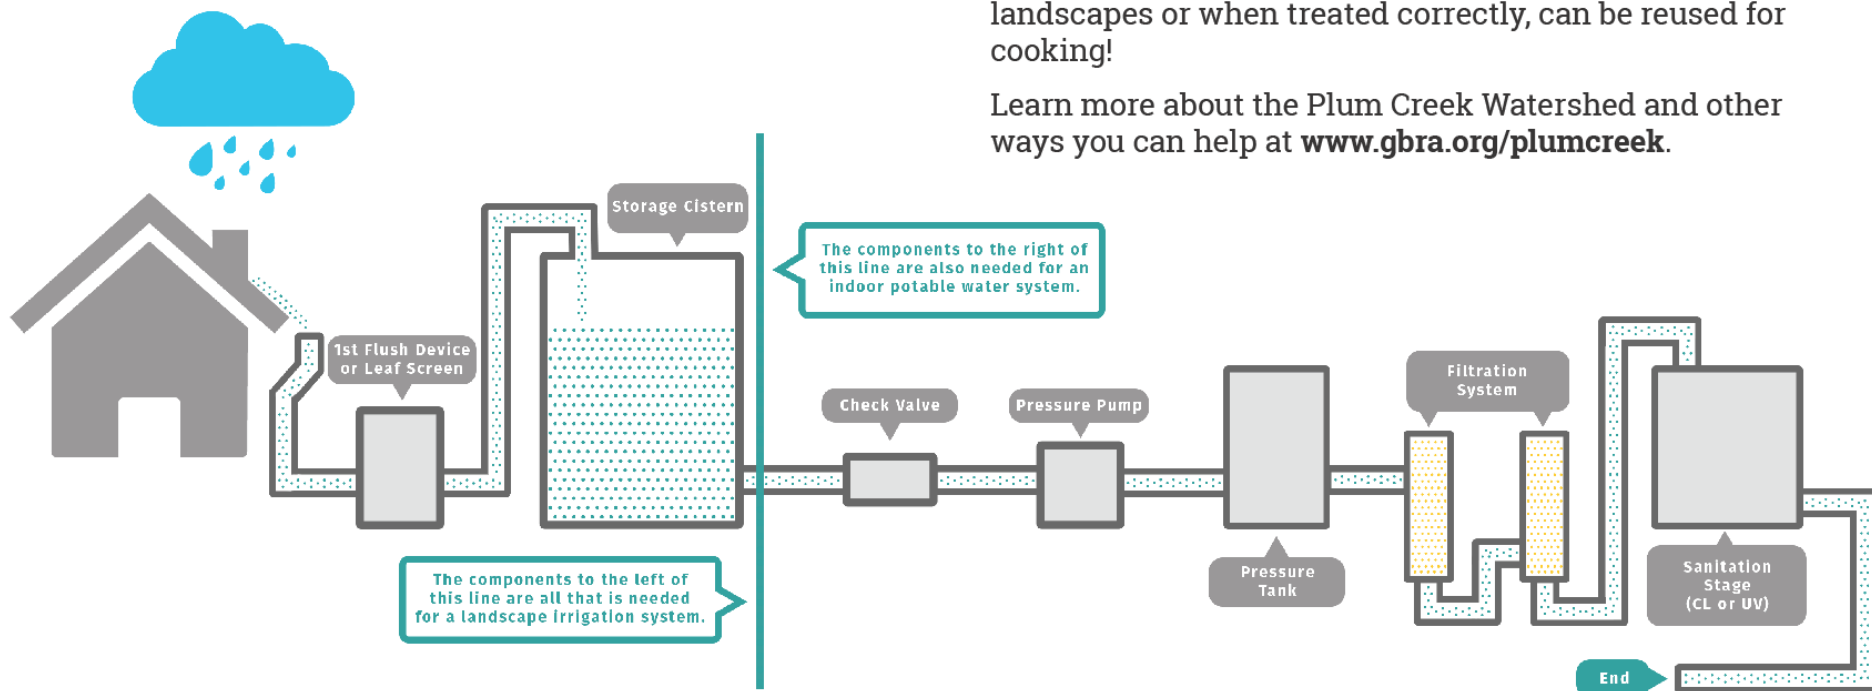 landscapes or when treated correctly, can be reused for
cooking!
Learn more about the Plum Creek Watershed and other
ways you can help at www.gbra.org/plumcreek.
Storage Cistern
The components to the right of
this line are also needed for an
indoor potable water system.
1st Flush Device
or Leaf Screen
Check Valve
Pressure Pump
Filtration
System
The components to the left of
this line are all that is needed
for a landscape irrigation system.
Pressure
Tank
Sanitation
Stage
(CL or UV)
End